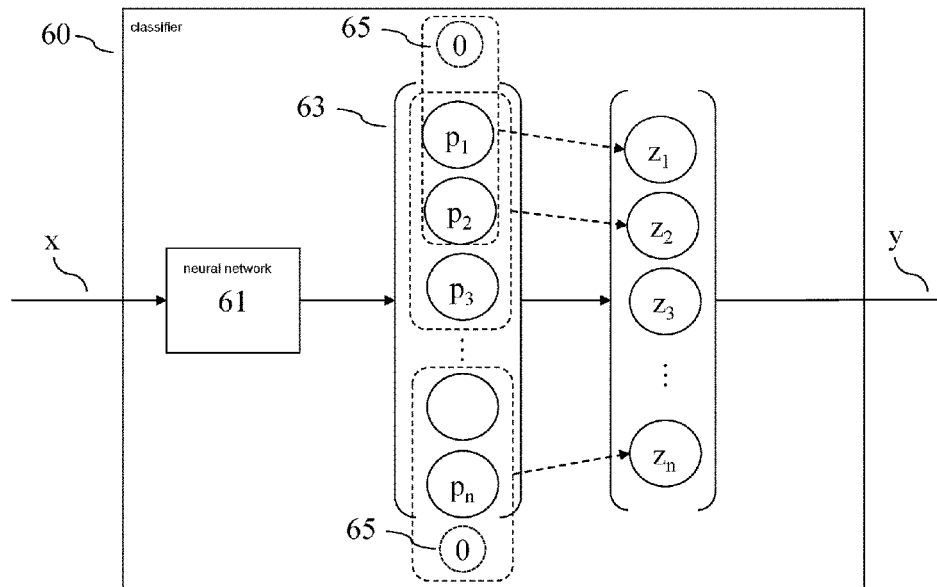 classifier
60
65
0
63
p1
z1
p2
z2
x
y
neural network
61
p3
z3
⋮
⋮
pn
zn
65
0